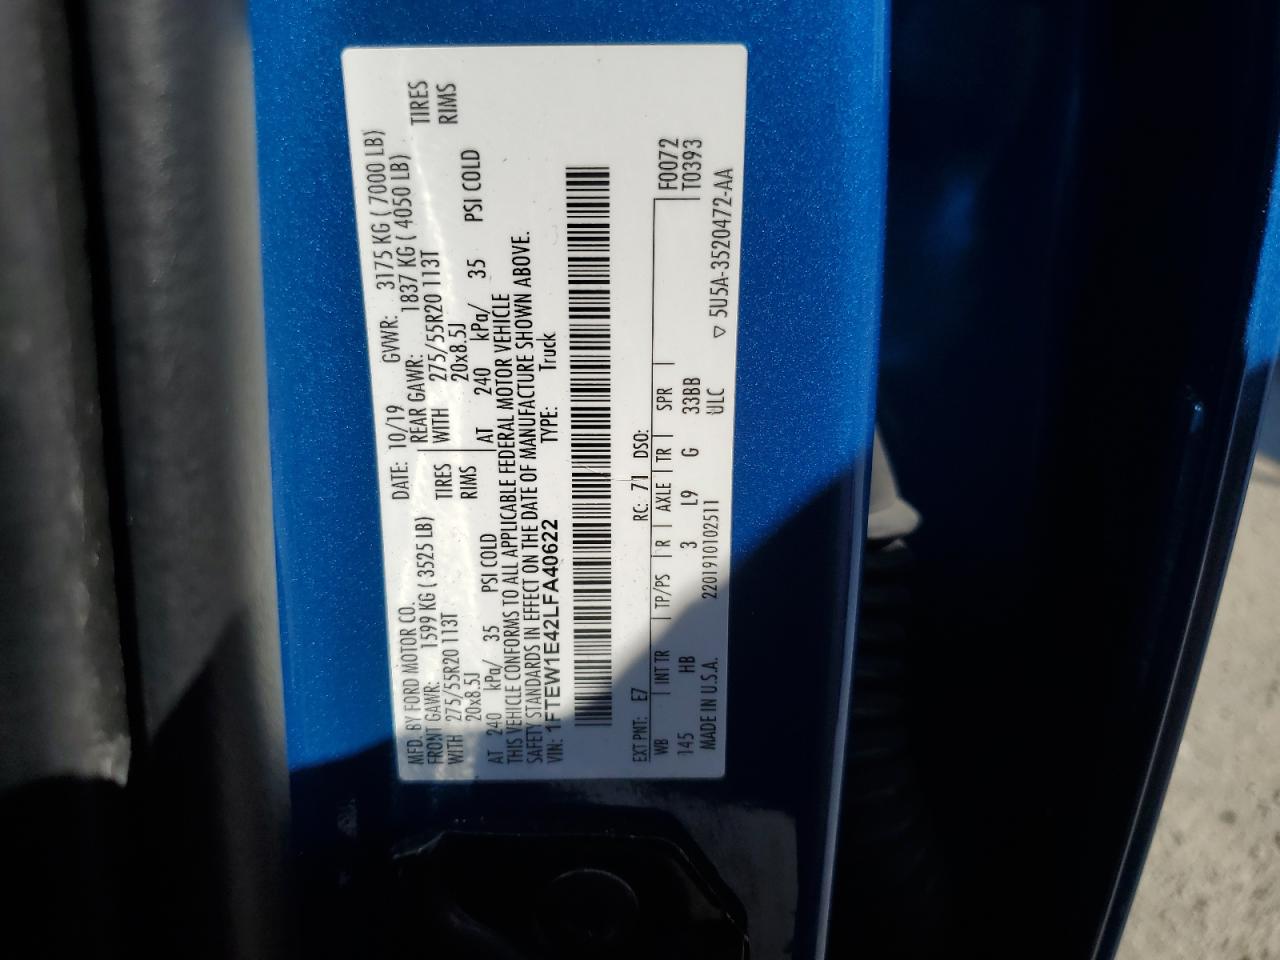 MFD. BY FORD MOTOR CO.
DATE: 10/19 GVWR: 3175 KG ( 7000 LB)
FRONT GAWR: 1599 KG ( 3525 LB) REAR GAWR: 1837 KG ( 4050 LB)
WITH 275/55R20 113T TIRES WITH 275/55R20 113T TIRES
20x8.5J RIMS 20x8.5J RIMS
AT 240 kPa/ 35 PSI COLD AT 240 kPa/ 35 PSI COLD
THIS VEHICLE CONFORMS TO ALL APPLICABLE FEDERAL MOTOR VEHICLE
SAFETY STANDARDS IN EFFECT ON THE DATE OF MANUFACTURE SHOWN ABOVE.
VIN: 1FTEW1E42LFA40622 TYPE: Truck
EXT PNT: E7 RC: 71 DSO:
WB INT TR TP/PS R AXLE TR SPR F0072
145 HB 3 L9 G 33BB T0393
MADE IN U.S.A. 2201910102511 ULC ▽ 5U5A-3520472-AA